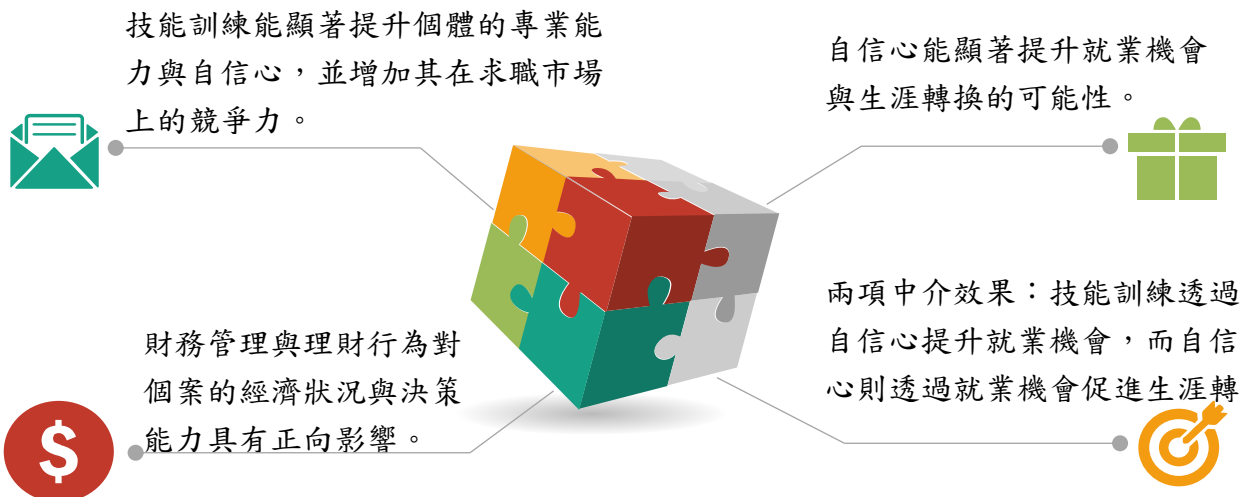 技能訓練能顯著提升個體的專業能
力與自信心，並增加其在求職市場
上的競爭力。
自信心能顯著提升就業機會
與生涯轉換的可能性。
財務管理與理財行為對
個案的經濟狀況與決策
能力具有正向影響。
$
兩項中介效果：技能訓練透過
自信心提升就業機會，而自信
心則透過就業機會促進生涯轉